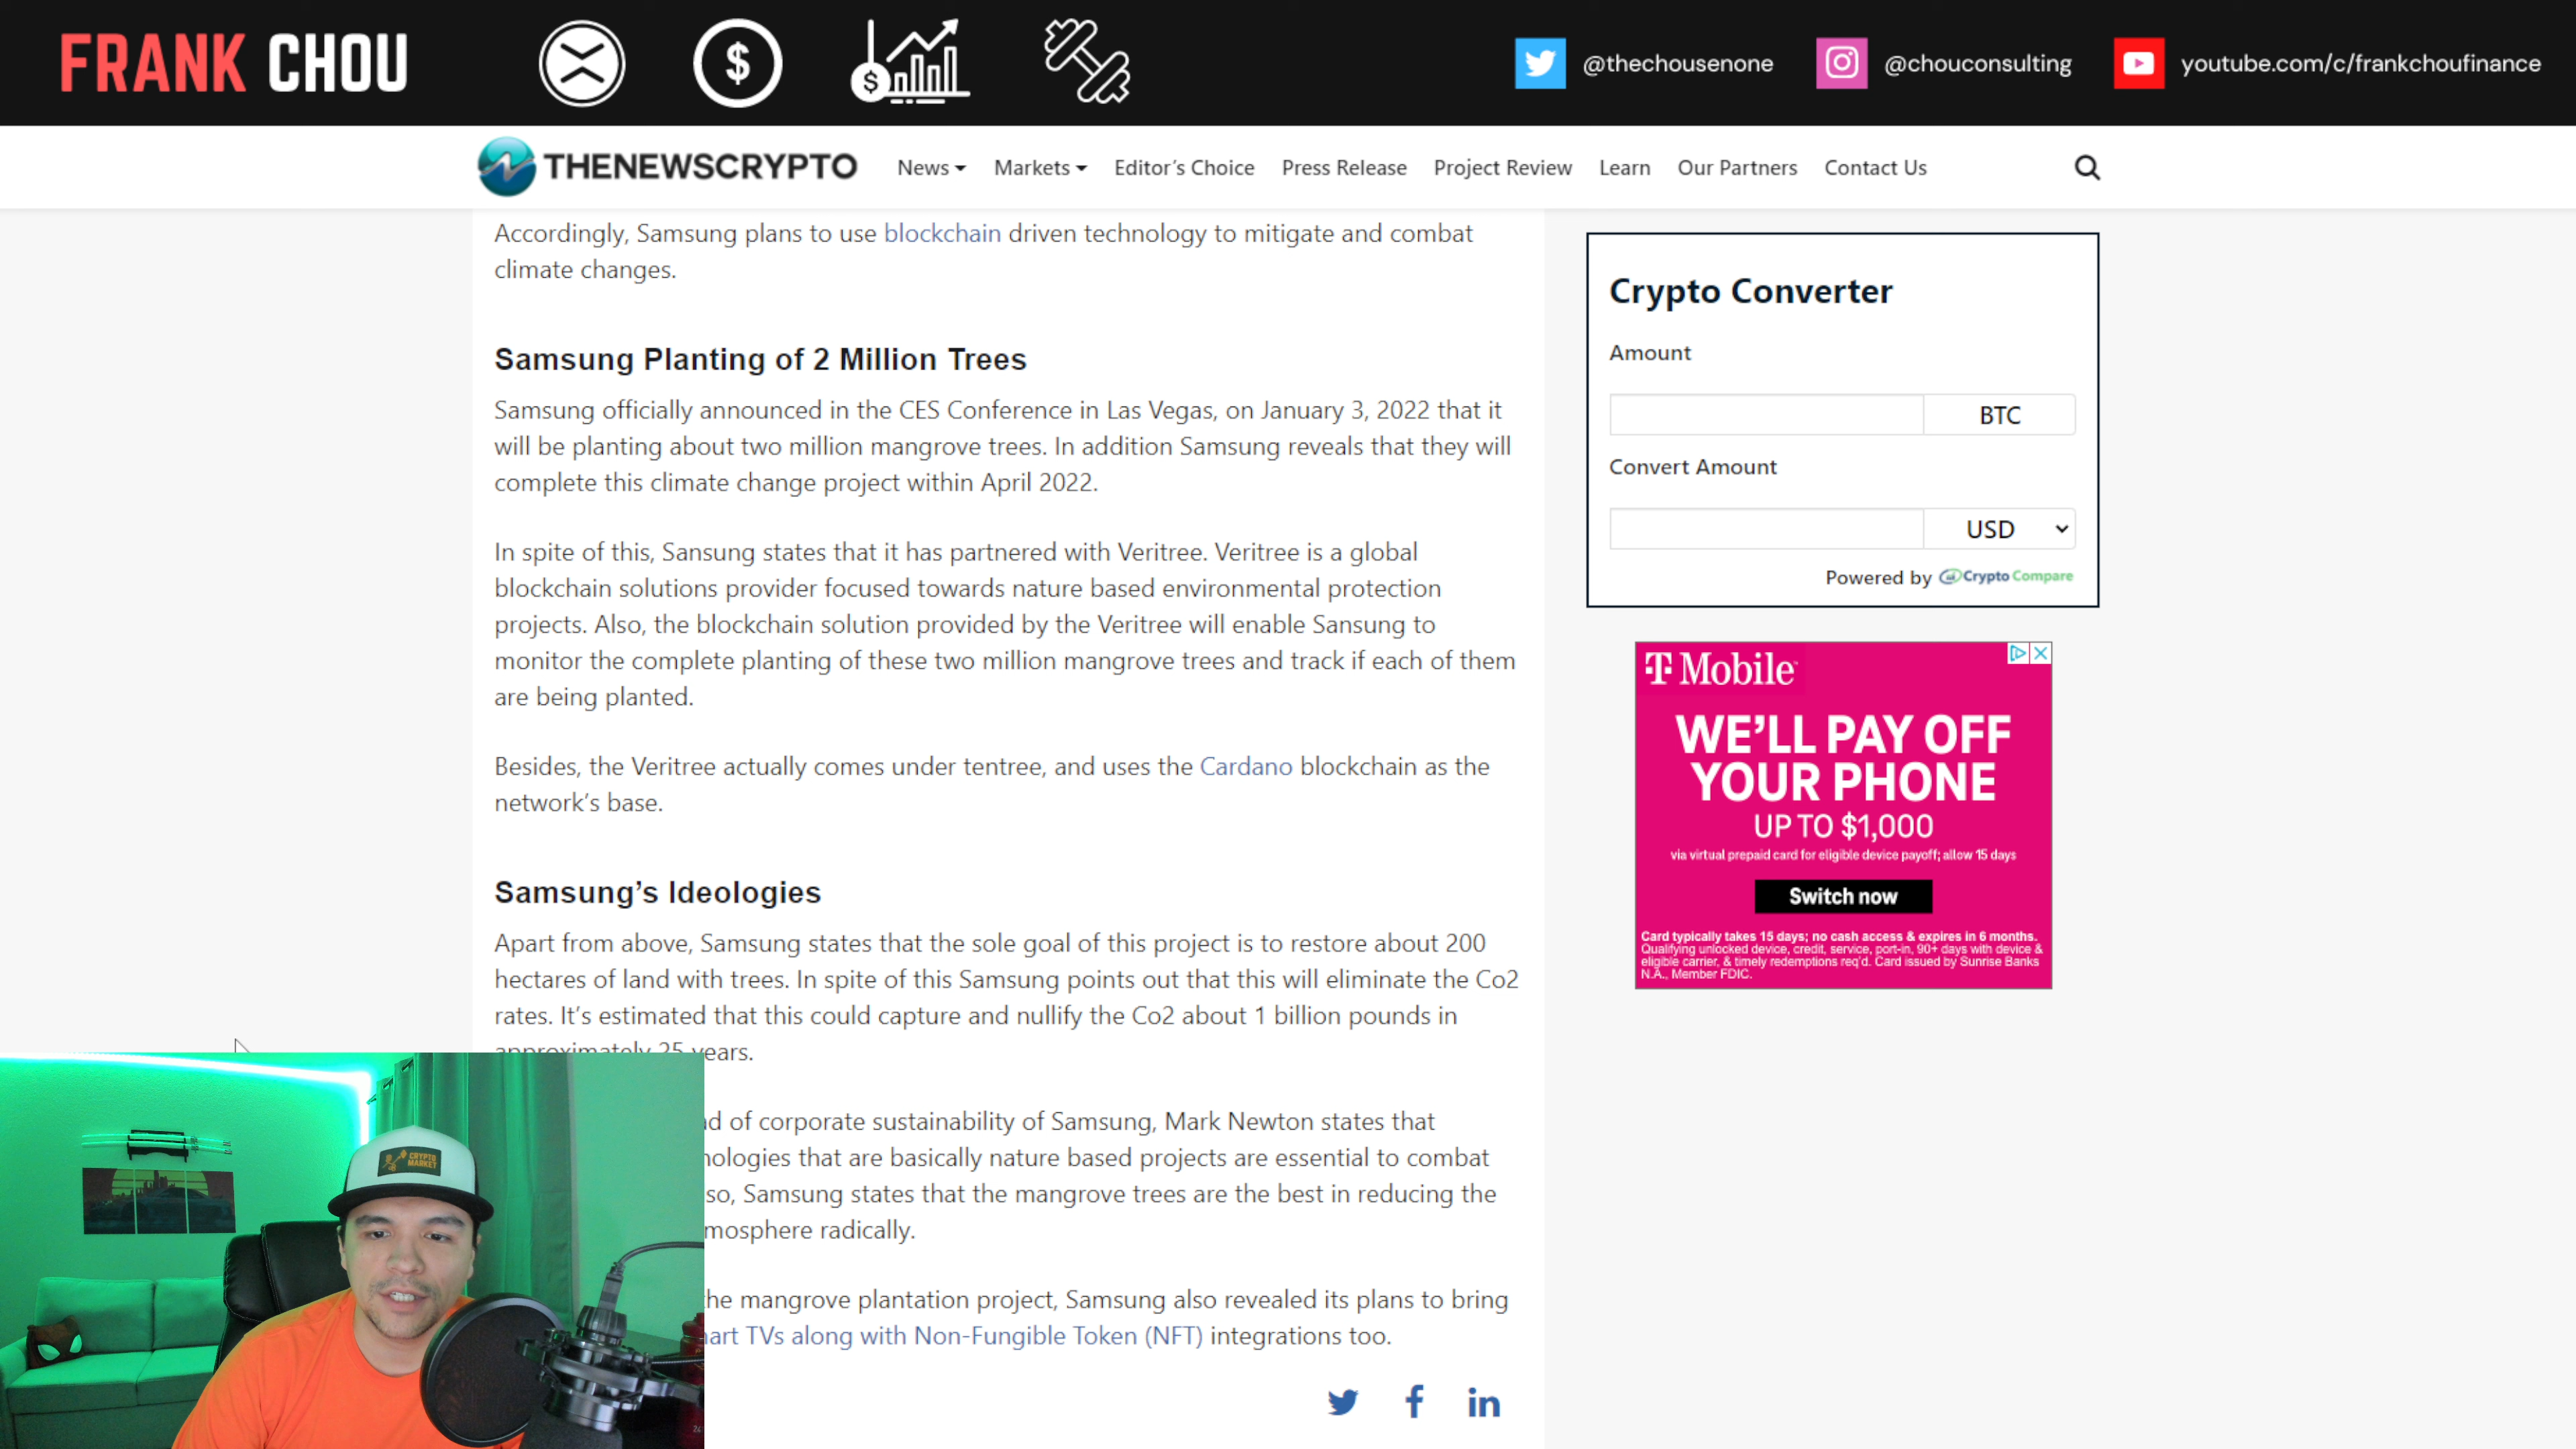 FRANK CHOU
@thechousenone
@chouconsulting
youtube.com/c/frankchoufinance
THENEWSCRYPTO
News
Markets
Editor's Choice
Press Release
Project Review
Learn
Our Partners
Contact Us
Accordingly, Samsung plans to use blockchain driven technology to mitigate and combat
climate changes.
Samsung Planting of 2 Million Trees
Samsung officially announced in the CES Conference in Las Vegas, on January 3, 2022 that it
will be planting about two million mangrove trees. In addition Samsung reveals that they will
complete this climate change project within April 2022.
In spite of this, Sansung states that it has partnered with Veritree. Veritree is a global
blockchain solutions provider focused towards nature based environmental protection
projects. Also, the blockchain solution provided by the Veritree will enable Sansung to
monitor the complete planting of these two million mangrove trees and track if each of them
are being planted.
Besides, the Veritree actually comes under tentree, and uses the Cardano blockchain as the
network's base.
Samsung's Ideologies
Apart from above, Samsung states that the sole goal of this project is to restore about 200
hectares of land with trees. In spite of this Samsung points out that this will eliminate the Co2
rates. It's estimated that this could capture and nullify the Co2 about 1 billion pounds in
approximately 25 years.
of corporate sustainability of Samsung, Mark Newton states that
that are basically nature based projects are essential to combat
Samsung states that the mangrove trees are the best in reducing the
radically.
mangrove plantation project, Samsung also revealed its plans to bring
TVs along with Non-Fungible Token (NFT) integrations too.
Crypto Converter
Amount
BTC
Convert Amount
USD
Powered by CryptoCompare
T Mobile
WE'LL PAY OFF
YOUR PHONE
UP TO $1,000
via virtual prepaid card for eligible device payoff; allow 15 days
Switch now
Card typically takes 15 days; no cash access & expires in 6 months.
Qualifying unlocked device, credit, service, port-in, 90+ days with device &
eligible carrier, & timely redemptions req'd. Card issued by Sunrise Banks
N.A., Member FDIC.
CRYPTO
MARKET